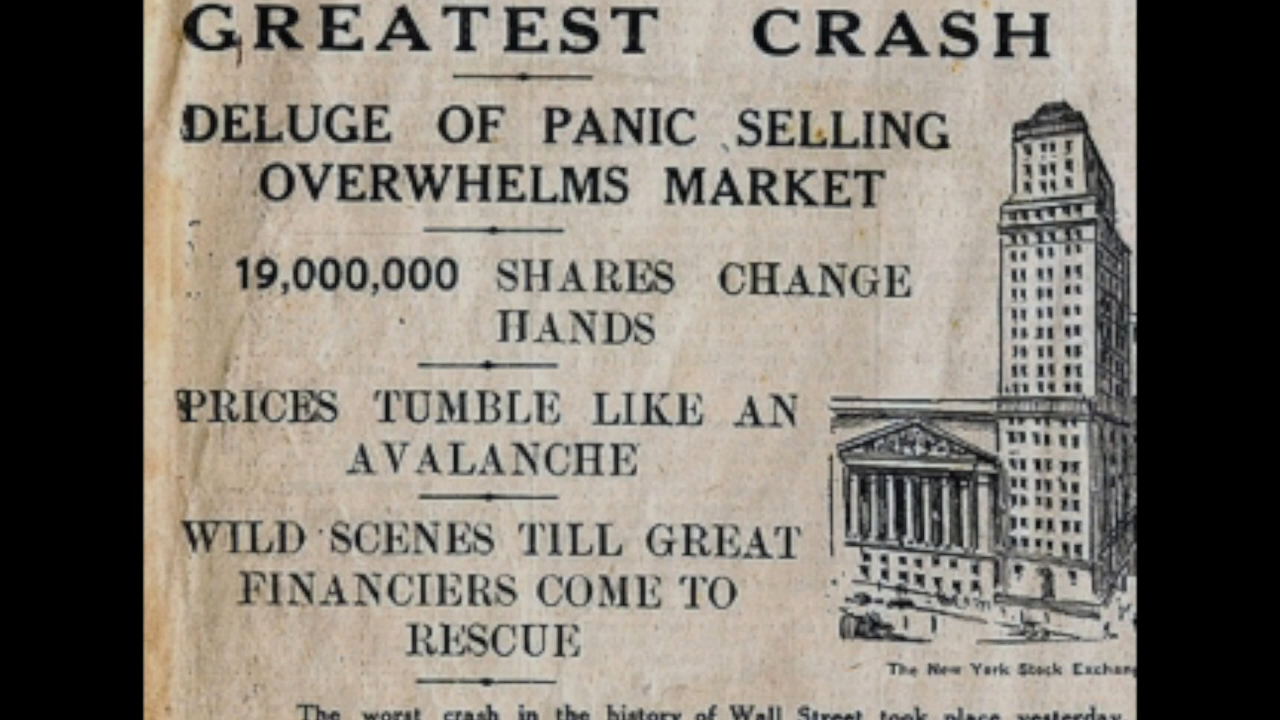 GREATEST CRASH
DELUGE OF PANIC SELLING
OVERWHELMS MARKET
19,000,000 SHARES CHANGE
HANDS
PRICES TUMBLE LIKE AN
AVALANCHE
WILD SCENES TILL GREAT
FINANCIERS COME TO
RESCUE
The New York Stock Exchan
The worst crash in the history of Wall Street took place yesterday